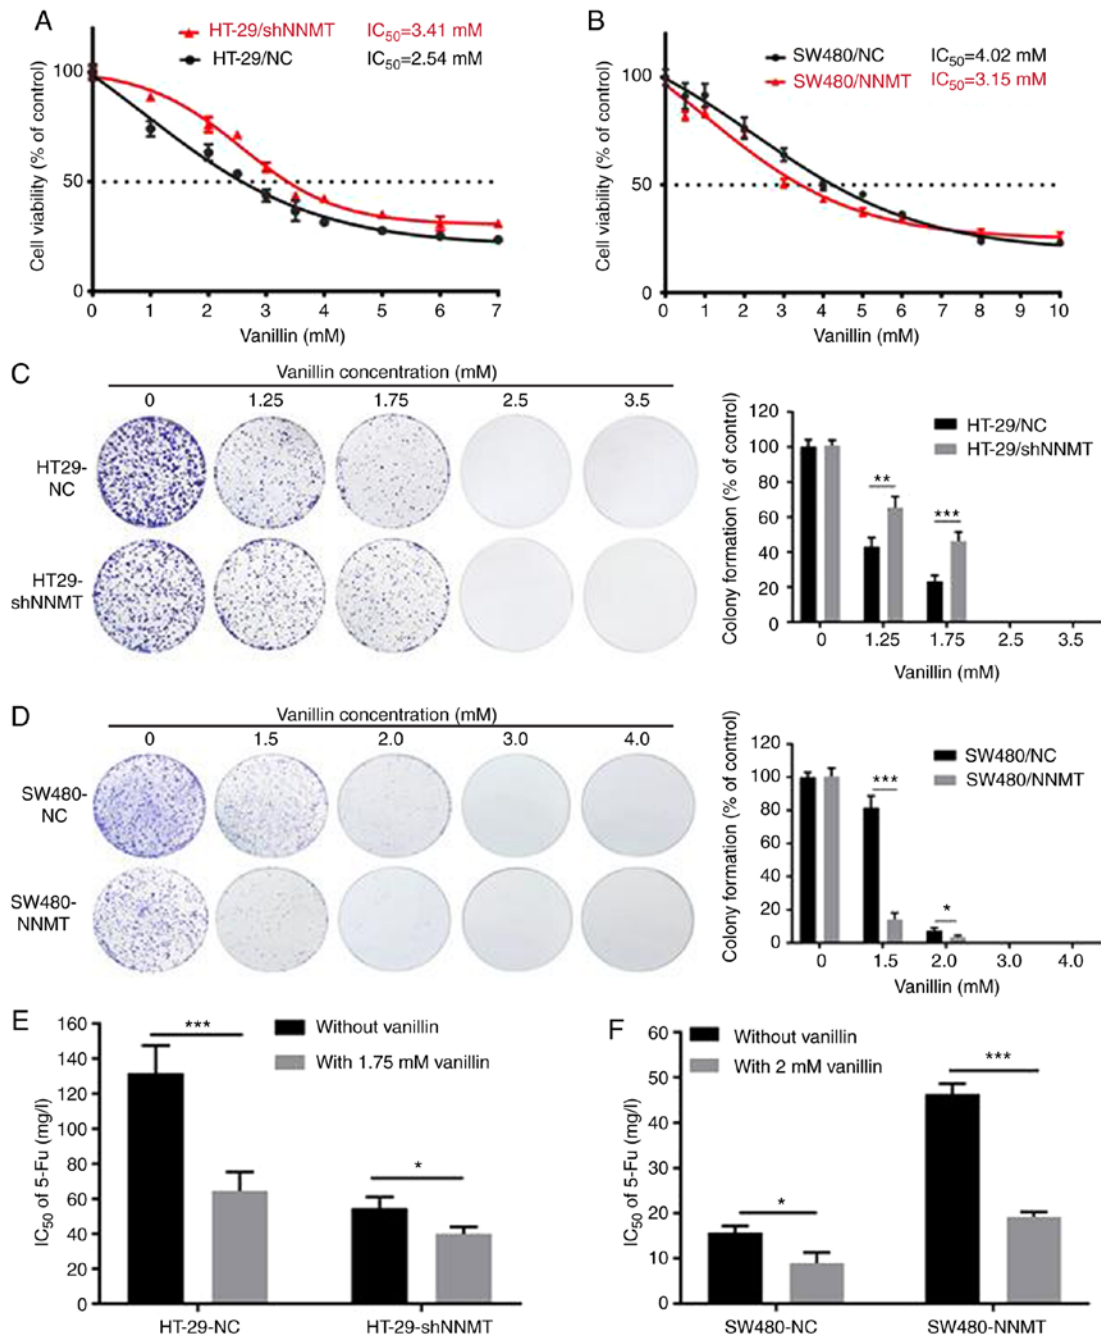 A
HT-29/shNNMT IC50=3.41 mM
HT-29/NC IC50=2.54 mM
Cell viability (% of control)
100
50
0
0 1 2 3 4 5 6 7
Vanillin (mM)
B
SW480/NC IC50=4.02 mM
SW480/NNMT IC50=3.15 mM
Cell viability (% of control)
100
50
0
0 1 2 3 4 5 6 7 8 9 10
Vanillin (mM)
C
Vanillin concentration (mM)
0 1.25 1.75 2.5 3.5
HT29-
NC
HT29-
shNNMT
Colony formation (% of control)
120
100
80
60
40
20
0
HT-29/NC
HT-29/shNNMT
**
***
0 1.25 1.75 2.5 3.5
Vanillin (mM)
D
Vanillin concentration (mM)
0 1.5 2.0 3.0 4.0
SW480-
NC
SW480-
NNMT
Colony formation (% of control)
120
100
80
60
40
20
0
SW480/NC
SW480/NNMT
***
*
0 1.5 2.0 3.0 4.0
Vanillin (mM)
E
IC50 of 5-Fu (mg/l)
160
140
120
100
80
60
40
20
0
Without vanillin
With 1.75 mM vanillin
***
*
HT-29-NC HT-29-shNNMT
F
IC50 of 5-Fu (mg/l)
60
50
40
30
20
10
0
Without vanillin
With 2 mM vanillin
*
***
SW480-NC SW480-NNMT